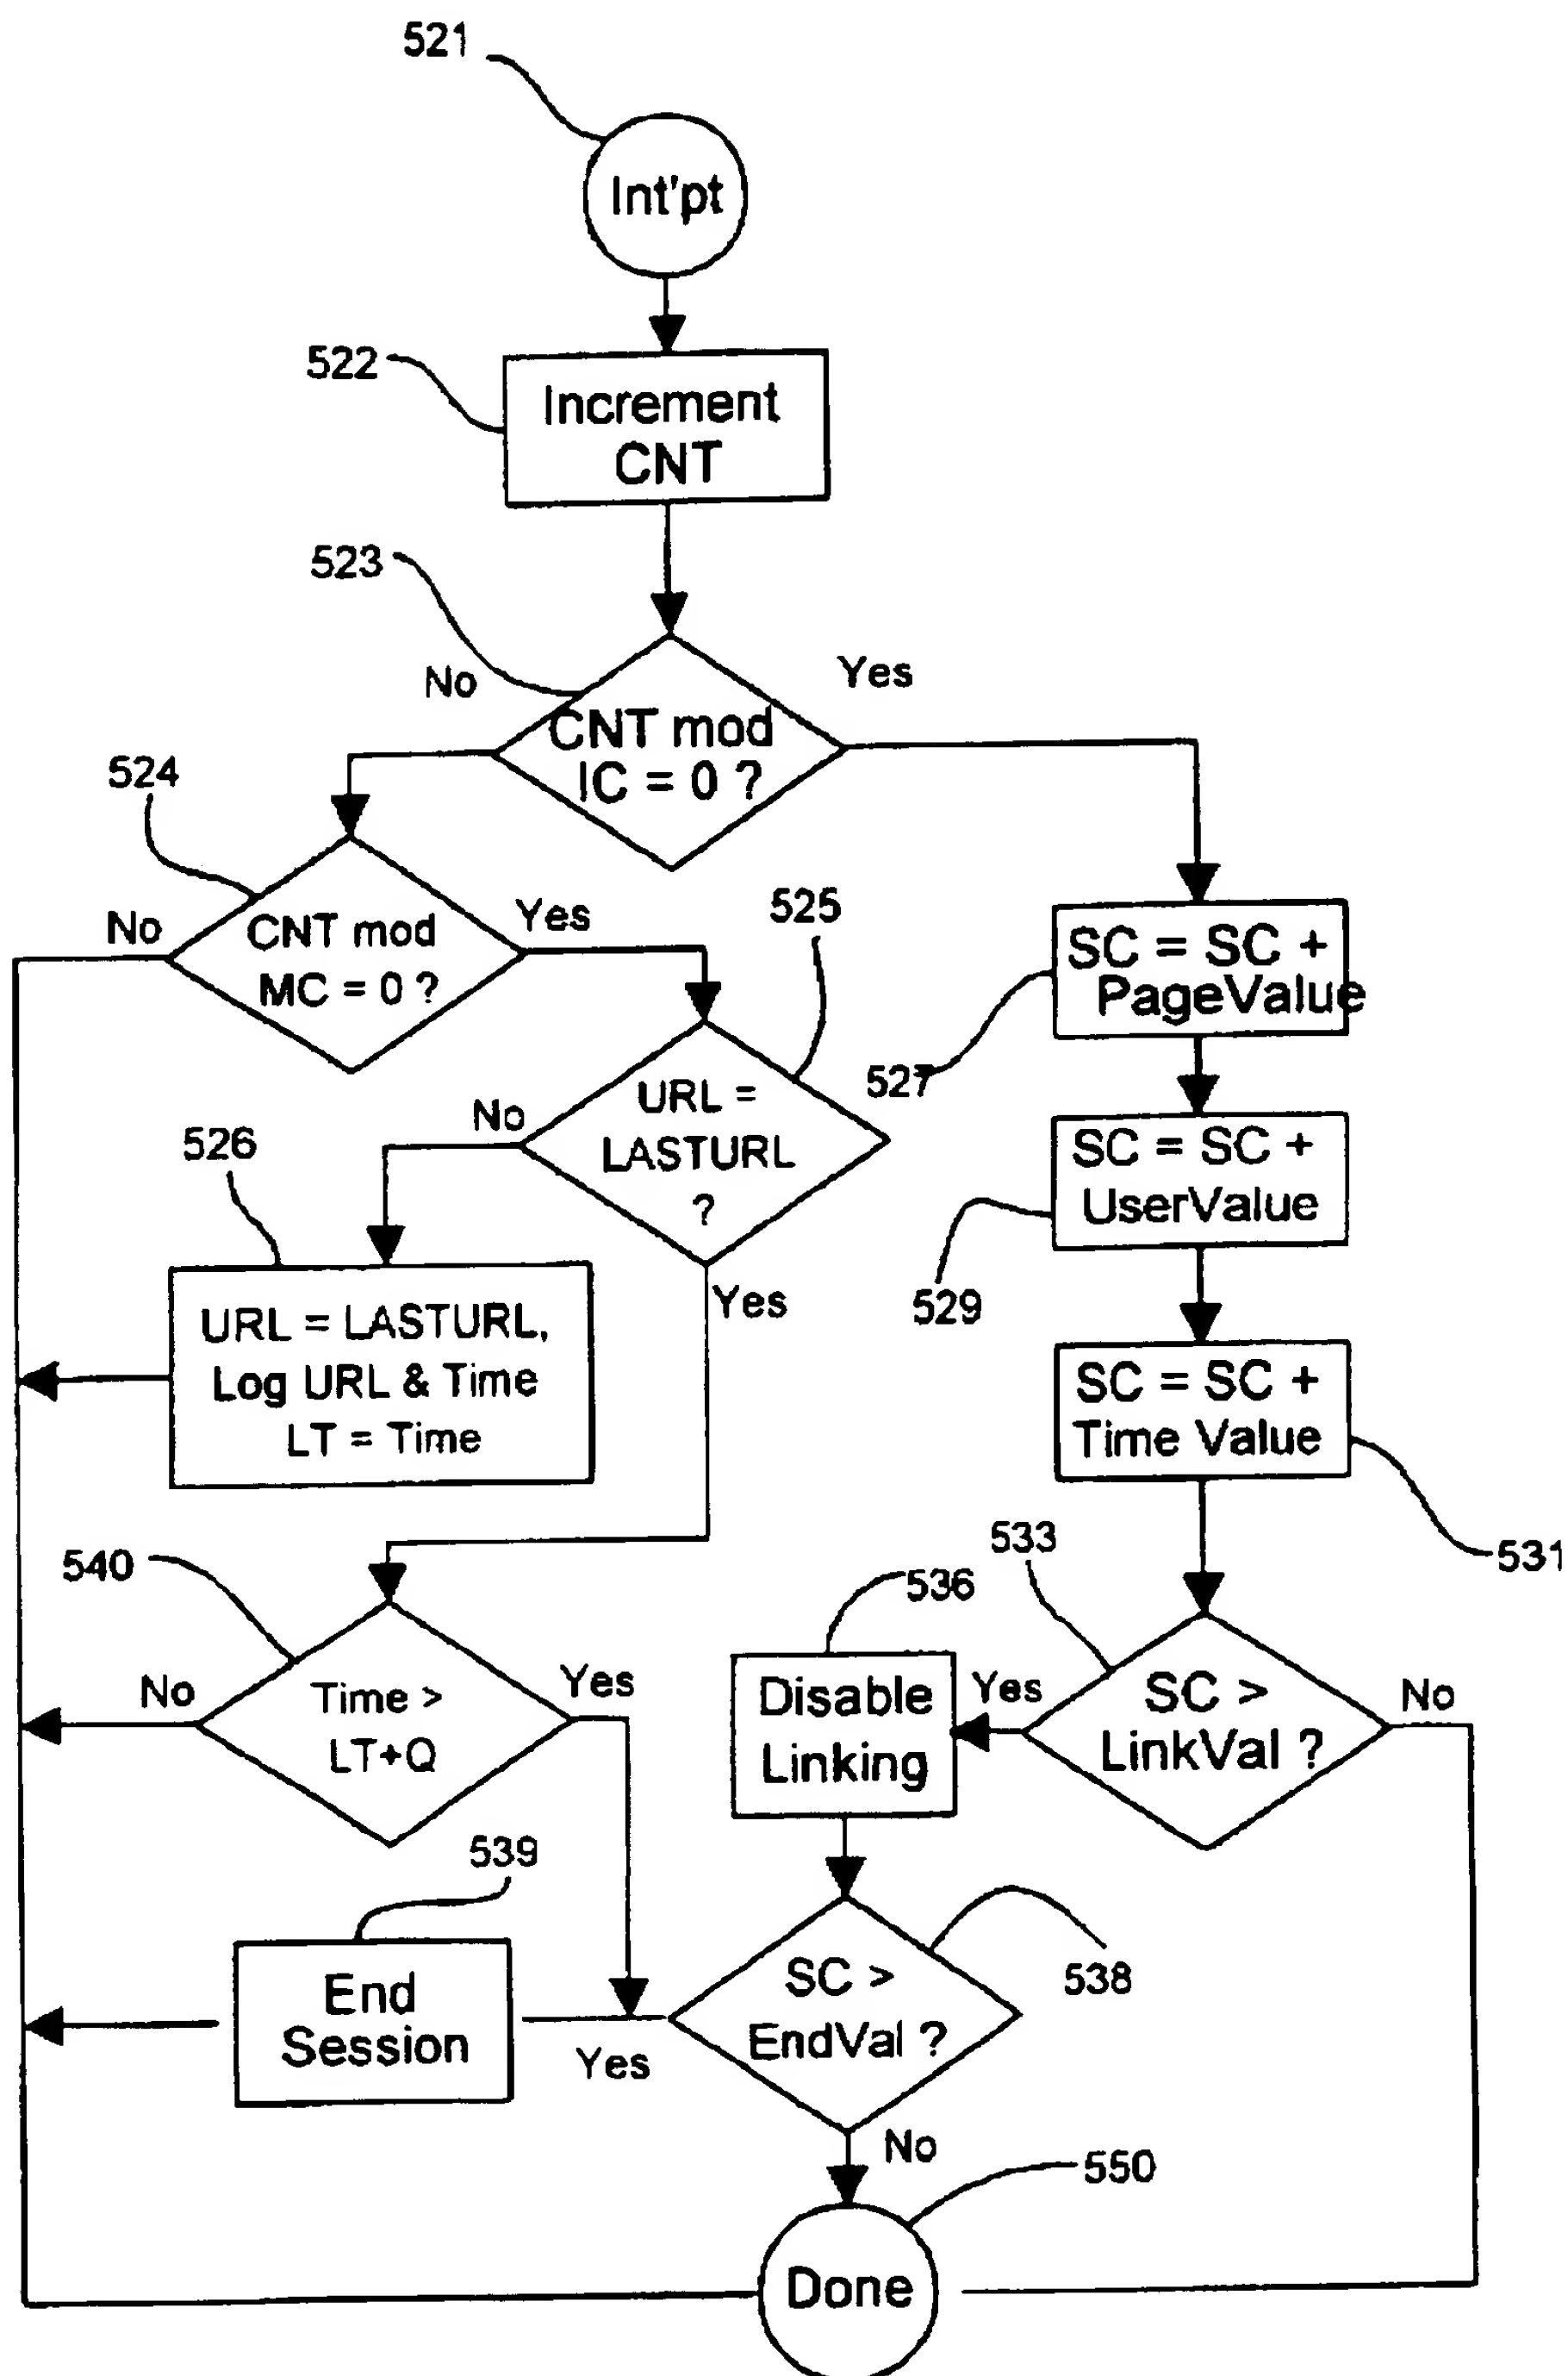 521
Int'pt
522
Increment
CNT
523
No
Yes
CNT mod
IC = 0 ?
524
No
CNT mod
MC = 0 ?
Yes
525
SC = SC +
PageValue
527
URL =
LASTURL
?
No
Yes
526
URL = LASTURL,
Log URL & Time
LT = Time
SC = SC +
UserValue
529
SC = SC +
Time Value
531
540
No
Time >
LT+Q
Yes
533
536
Disable
Linking
Yes
SC >
LinkVal ?
No
539
End
Session
Yes
SC >
EndVal ?
538
No
550
Done